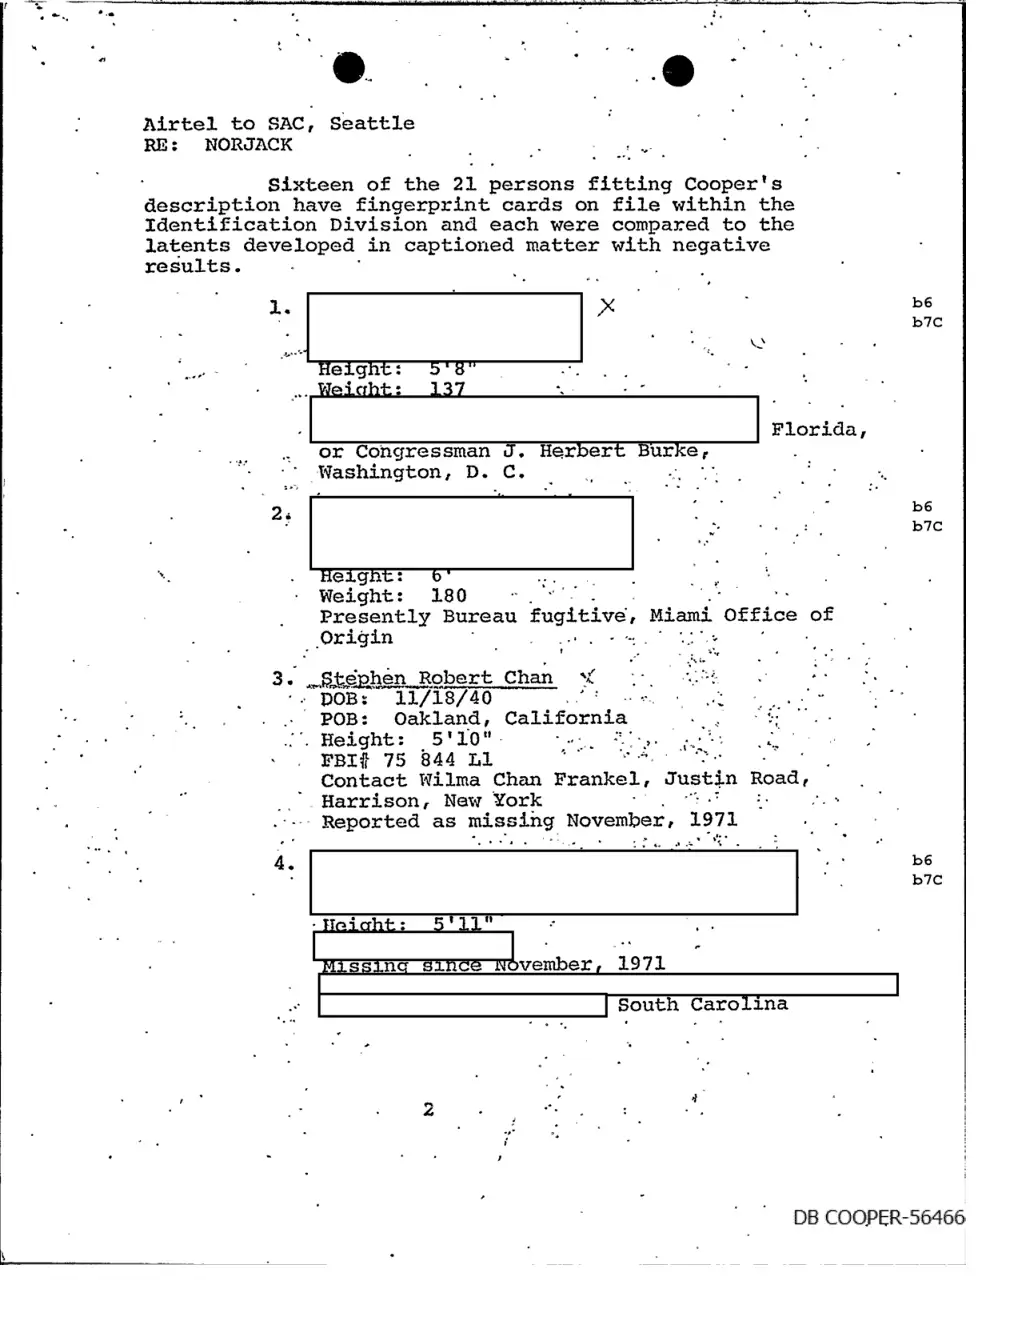 Airtel to SAC, Seattle
RE: NORJACK
Sixteen of the 21 persons fitting Cooper's
description have fingerprint cards on file within the
Identification Division and each were compared to the
latents developed in captioned matter with negative
results.
1. X
b6
b7C
Height: 5'8"
Weight: 137
Florida,
or Congressman J. Herbert Burke,
Washington, D. C.
2.
b6
b7C
Height: 6'
Weight: 180
Presently Bureau fugitive, Miami Office of
Origin
3. Stephen Robert Chan X
DOB: 11/18/40
POB: Oakland, California
Height: 5'10"
FBI# 75 844 L1
Contact Wilma Chan Frankel, Justin Road,
Harrison, New York
Reported as missing November, 1971
4.
b6
b7C
Height: 5'11"
Missing since November, 1971
South Carolina
2
DB COOPER-56466